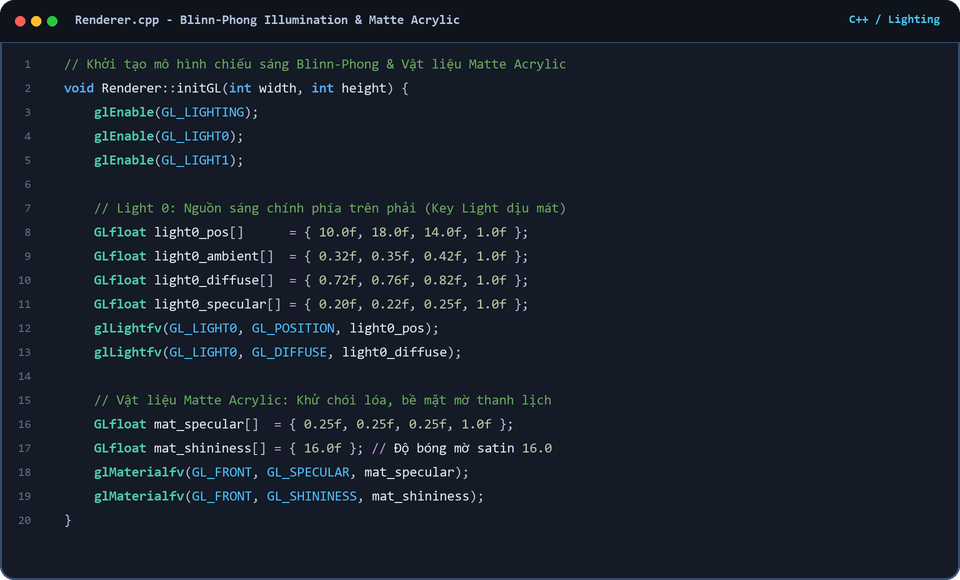 Renderer.cpp - Blinn-Phong Illumination & Matte Acrylic
C++ / Lighting
1 // Khởi tạo mô hình chiếu sáng Blinn-Phong & Vật liệu Matte Acrylic
2 void Renderer::initGL(int width, int height) {
3 glEnable(GL_LIGHTING);
4 glEnable(GL_LIGHT0);
5 glEnable(GL_LIGHT1);
6
7 // Light 0: Nguồn sáng chính phía trên phải (Key Light dịu mát)
8 GLfloat light0_pos[]      = { 10.0f, 18.0f, 14.0f, 1.0f };
9 GLfloat light0_ambient[]  = { 0.32f, 0.35f, 0.42f, 1.0f };
10 GLfloat light0_diffuse[]  = { 0.72f, 0.76f, 0.82f, 1.0f };
11 GLfloat light0_specular[] = { 0.20f, 0.22f, 0.25f, 1.0f };
12 glLightfv(GL_LIGHT0, GL_POSITION, light0_pos);
13 glLightfv(GL_LIGHT0, GL_DIFFUSE, light0_diffuse);
14
15 // Vật liệu Matte Acrylic: Khử chói lóa, bề mặt mờ thanh lịch
16 GLfloat mat_specular[]  = { 0.25f, 0.25f, 0.25f, 1.0f };
17 GLfloat mat_shininess[] = { 16.0f }; // Độ bóng mờ satin 16.0
18 glMaterialfv(GL_FRONT, GL_SPECULAR, mat_specular);
19 glMaterialfv(GL_FRONT, GL_SHININESS, mat_shininess);
20 }